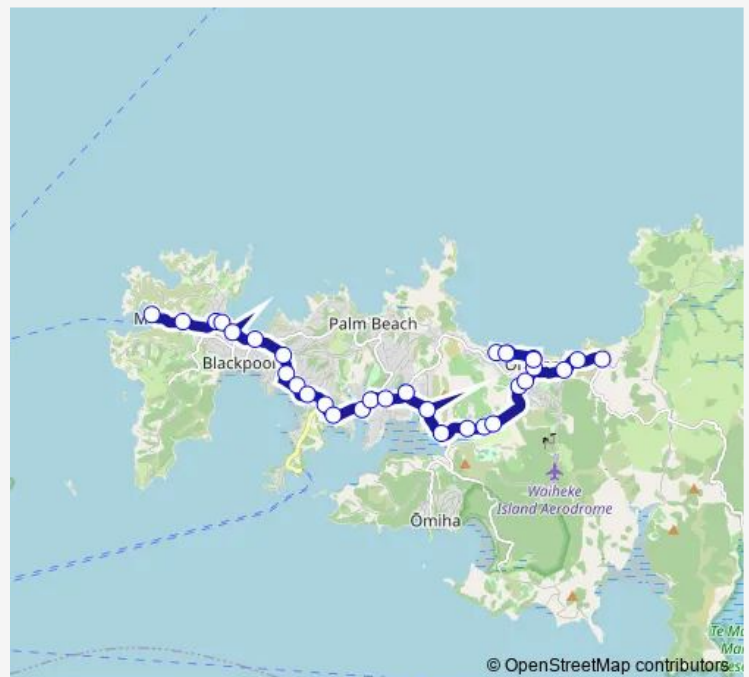 Palm Beach
Blackpool
Waiheke
Island Aerodrome
Ōmiha
© OpenStreetMap contributors